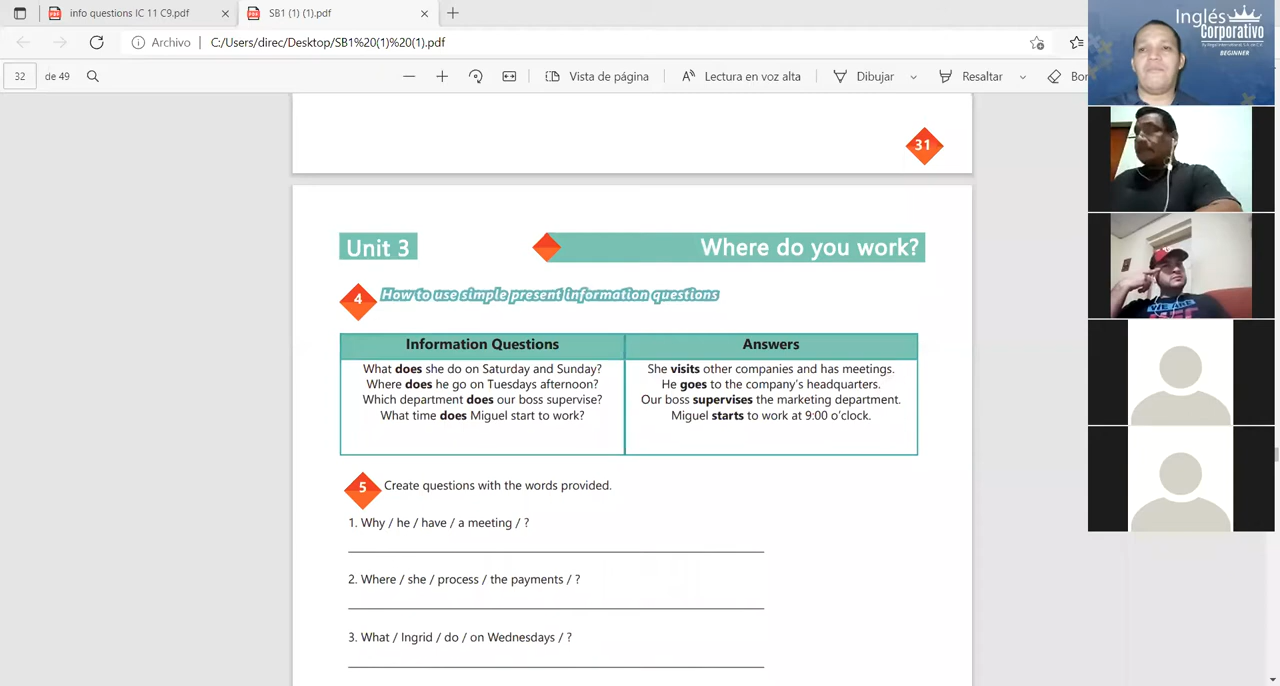 info questions IC 11 C9.pdf
SB1 (1) (1).pdf
Archivo
C:/Users/direc/Desktop/SB1%20(1)%20(1).pdf
32 de 49
Vista de página
Lectura en voz alta
Dibujar
Resaltar
Bor
Inglés
Corporativo
BEGINNER
31
Unit 3
Where do you work?
4 How to use simple present information questions
Information Questions Answers
What does she do on Saturday and Sunday? She visits other companies and has meetings.
Where does he go on Tuesdays afternoon? He goes to the company's headquarters.
Which department does our boss supervise? Our boss supervises the marketing department.
What time does Miguel start to work? Miguel starts to work at 9:00 o'clock.
5 Create questions with the words provided.
1. Why / he / have / a meeting / ?
2. Where / she / process / the payments / ?
3. What / Ingrid / do / on Wednesdays / ?
WE ARE